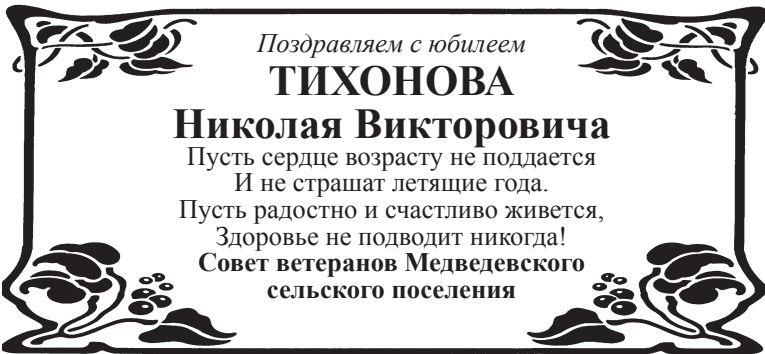 Поздравляем с юбилеем
ТИХОНОВА
Николая Викторовича
Пусть сердце возрасту не поддается
И не страшат летящие года.
Пусть радостно и счастливо живется,
Здоровье не подводит никогда!
Совет ветеранов Медведевского
сельского поселения